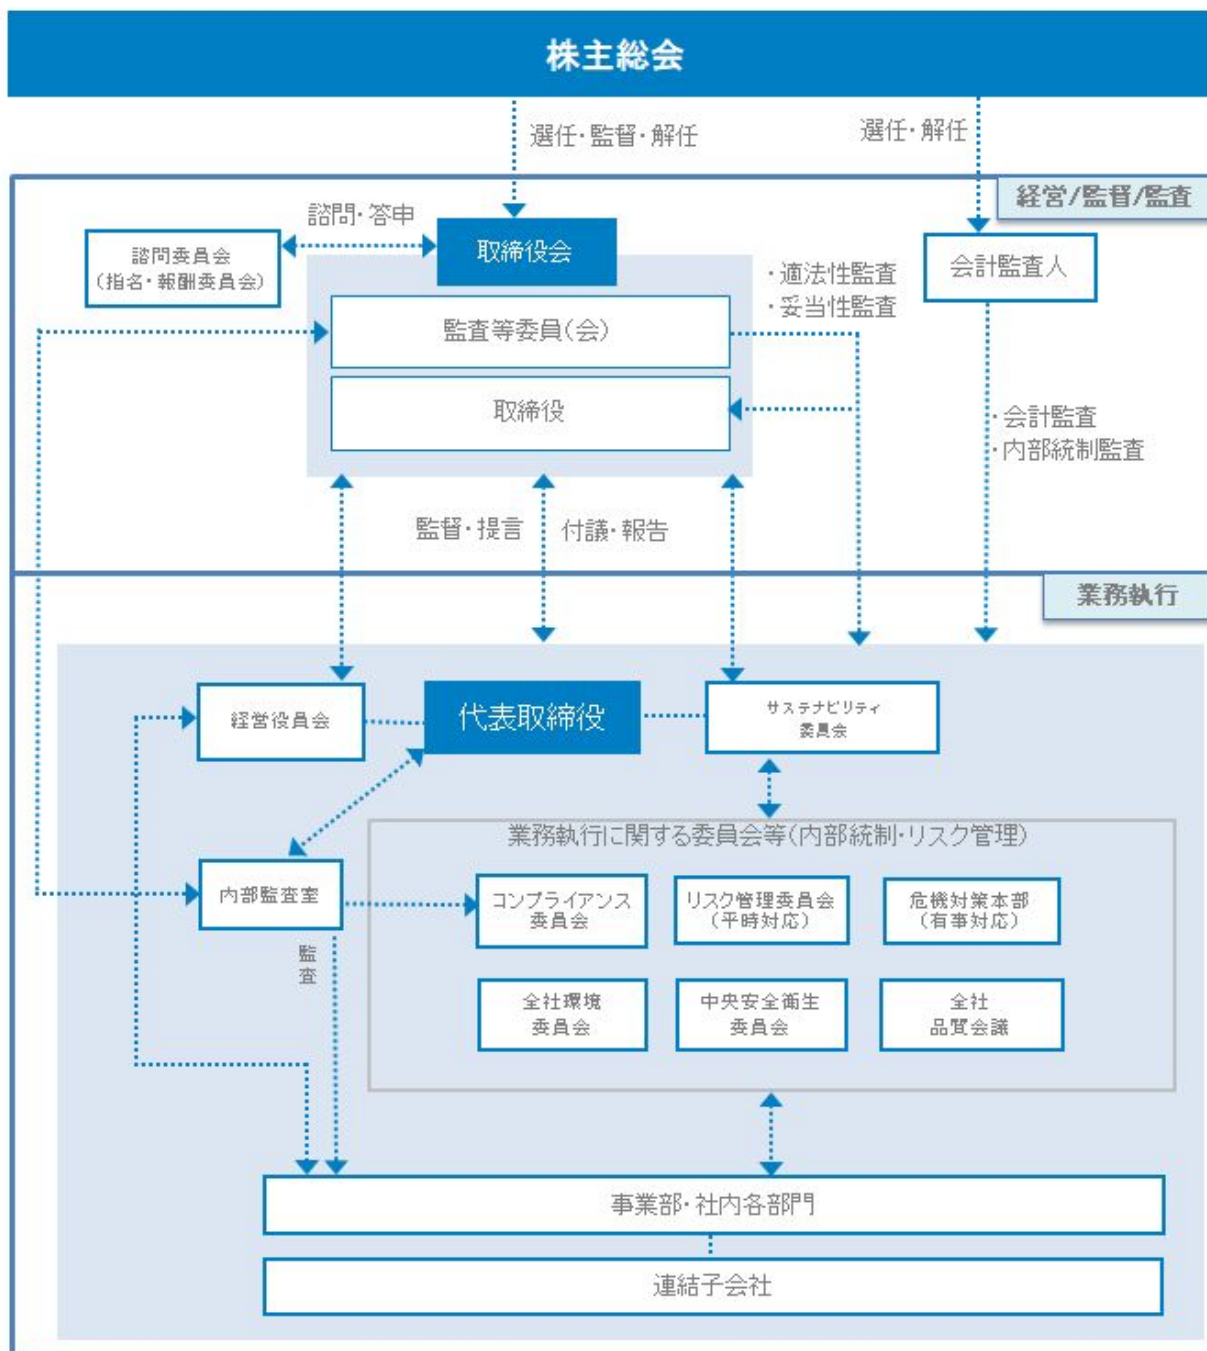 株主総会
選任・監督・解任
選任・解任
経営/監督/監査
諮問・答申
諮問委員会
(指名・報酬委員会)
取締役会
・適法性監査
・妥当性監査
会計監査人
監査等委員(会)
取締役
・会計監査
・内部統制監査
監督・提言
付議・報告
業務執行
経営役員会
代表取締役
サステナビリティ
委員会
業務執行に関する委員会等(内部統制・リスク管理)
内部監査室
コンプライアンス
委員会
リスク管理委員会
(平時対応)
危機対策本部
(有事対応)
監
査
全社環境
委員会
中央安全衛生
委員会
全社
品質会議
事業部・社内各部門
連結子会社